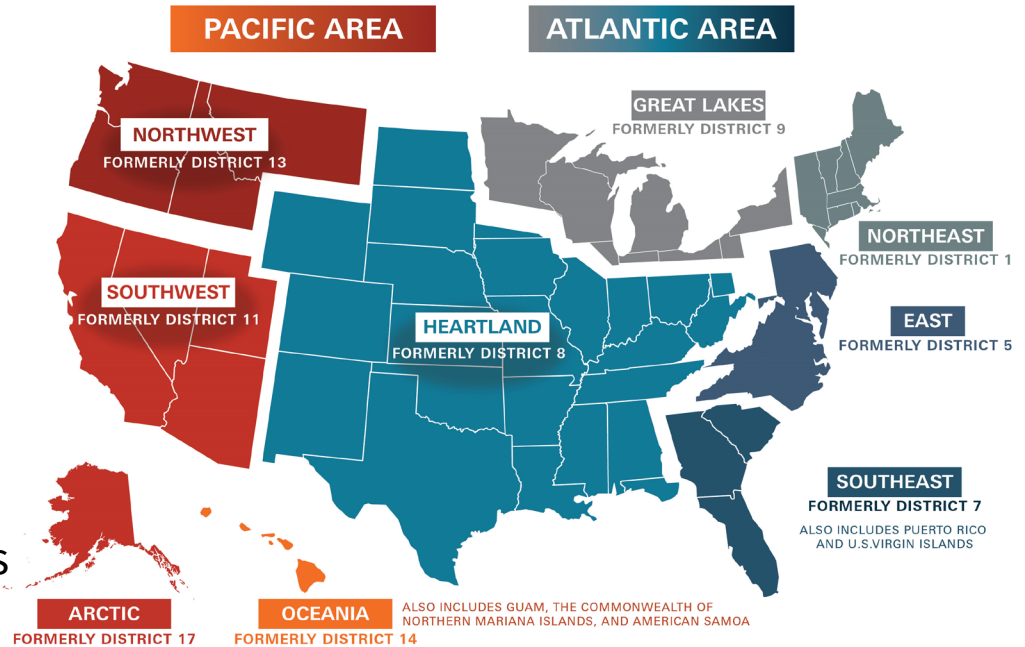 PACIFIC AREA
ATLANTIC AREA
GREAT LAKES
FORMERLY DISTRICT 9
NORTHWEST
FORMERLY DISTRICT 13
NORTHEAST
FORMERLY DISTRICT 1
SOUTHWEST
FORMERLY DISTRICT 11
HEARTLAND
FORMERLY DISTRICT 8
EAST
FORMERLY DISTRICT 5
SOUTHEAST
FORMERLY DISTRICT 7
ALSO INCLUDES PUERTO RICO
AND U.S.VIRGIN ISLANDS
S
ARCTIC
FORMERLY DISTRICT 17
OCEANIA
FORMERLY DISTRICT 14
ALSO INCLUDES GUAM, THE COMMONWEALTH OF
NORTHERN MARIANA ISLANDS, AND AMERICAN SAMOA